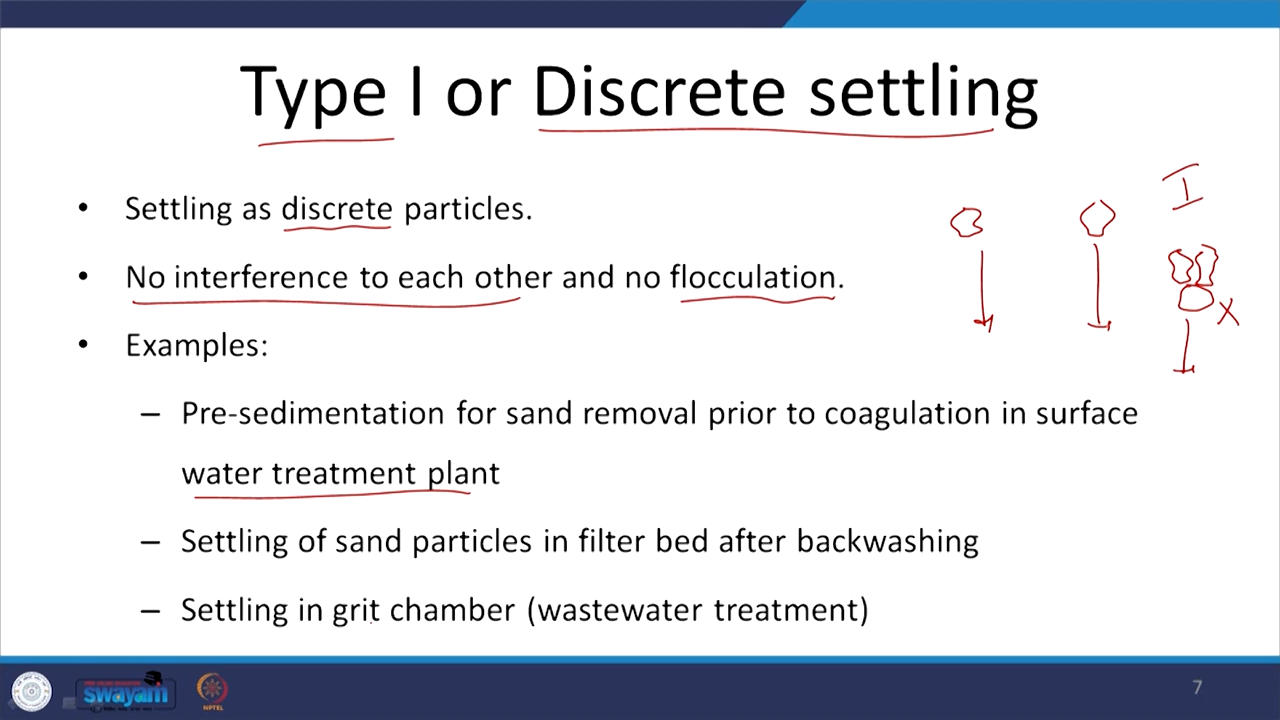 Type I or Discrete settling
• Settling as discrete particles.
• No interference to each other and no flocculation.
• Examples:
– Pre-sedimentation for sand removal prior to coagulation in surface
water treatment plant
– Settling of sand particles in filter bed after backwashing
– Settling in grit chamber (wastewater treatment)
I
X
swayam
NPTEL
7